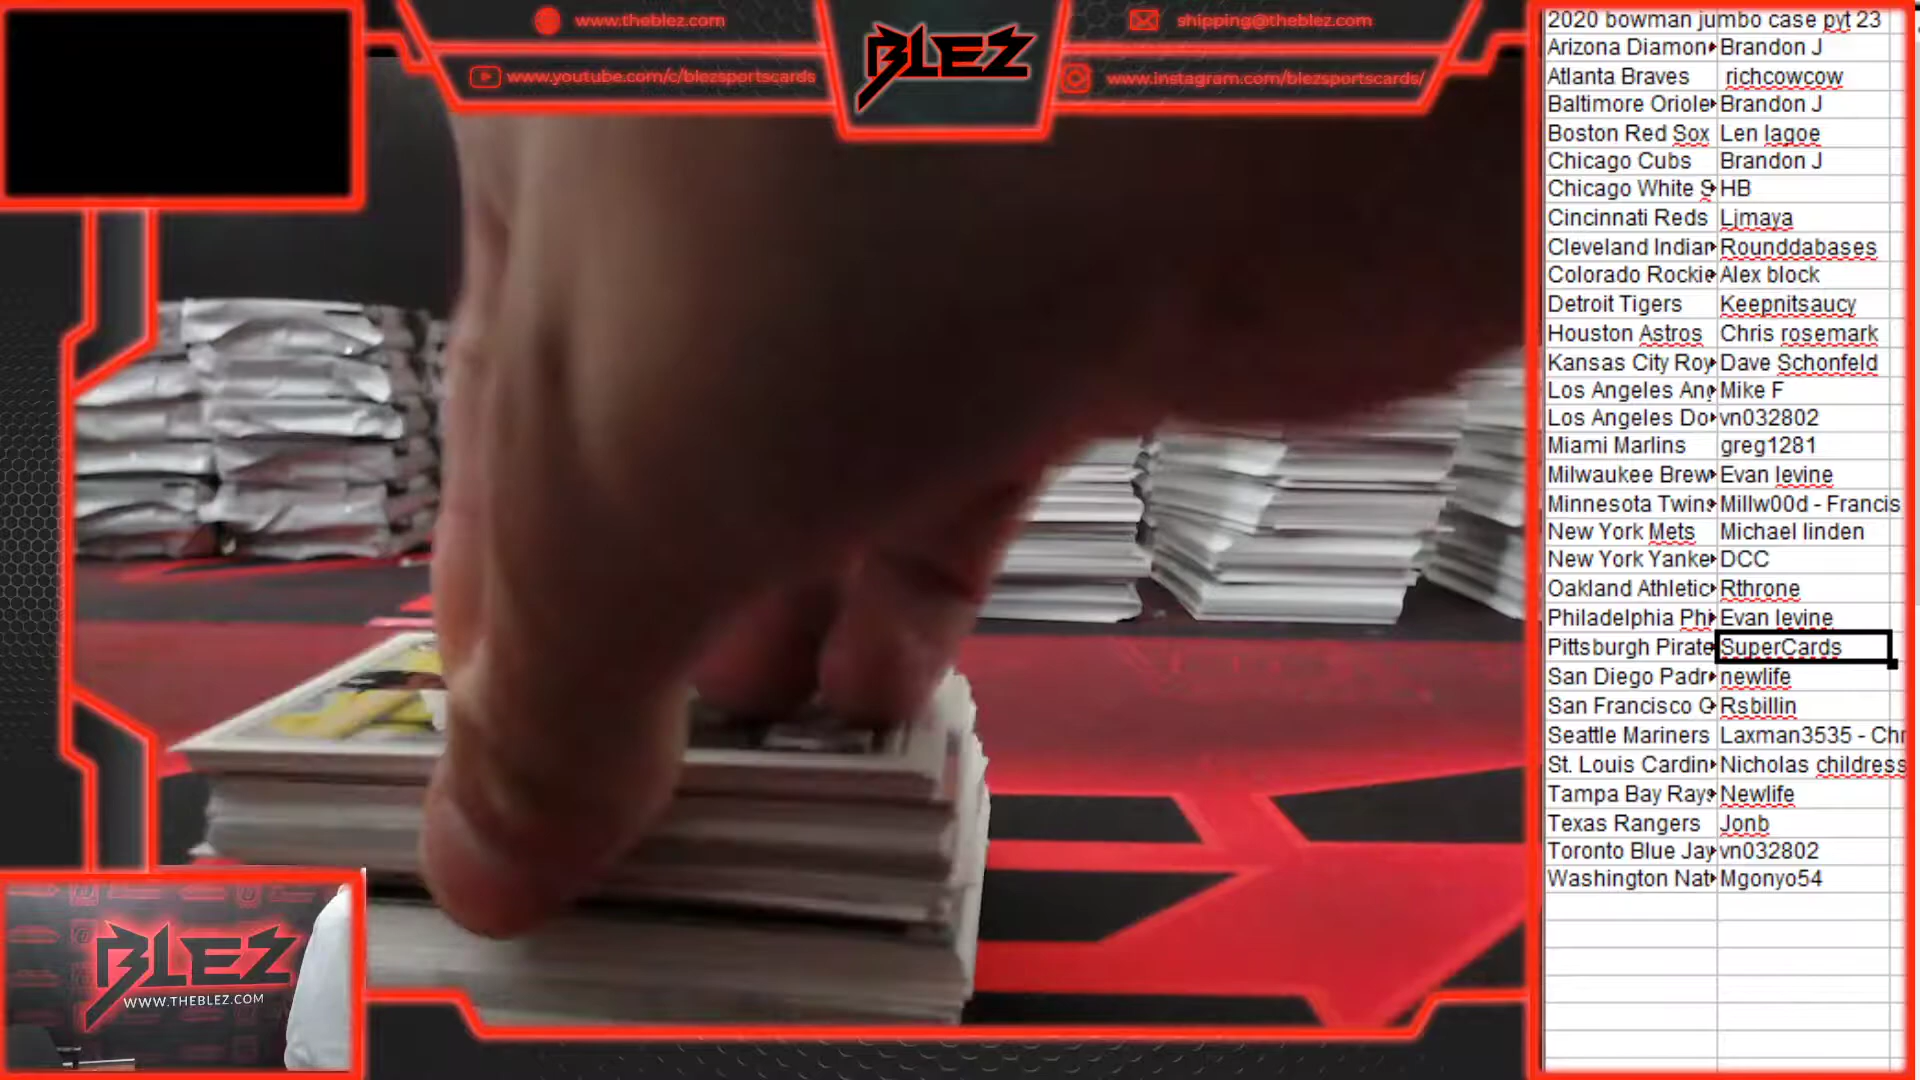 www.theblez.com
shipping@theblez.com
www.youtube.com/c/blezsportscards
www.instagram.com/blezsportscards/
BLEZ
2020 bowman jumbo case pyt 23
Arizona Diamon Brandon J
Atlanta Braves richcowcow
Baltimore Oriole Brandon J
Boston Red Sox Len lagoe
Chicago Cubs Brandon J
Chicago White S HB
Cincinnati Reds Ljmaya
Cleveland Indian Rounddabases
Colorado Rockie Alex block
Detroit Tigers Keepnitsaucy
Houston Astros Chris rosemark
Kansas City Roy Dave Schonfeld
Los Angeles Ang Mike F
Los Angeles Do vn032802
Miami Marlins greg1281
Milwaukee Brew Evan levine
Minnesota Twins Millw00d - Francis
New York Mets Michael linden
New York Yanke DCC
Oakland Athletic Rthrone
Philadelphia Phi Evan levine
Pittsburgh Pirate SuperCards
San Diego Padr newlife
San Francisco G Rsbillin
Seattle Mariners Laxman3535 - Chr
St. Louis Cardin Nicholas childress
Tampa Bay Rays Newlife
Texas Rangers Jonb
Toronto Blue Jay vn032802
Washington Nat Mgonyo54
BLEZ
WWW.THEBLEZ.COM